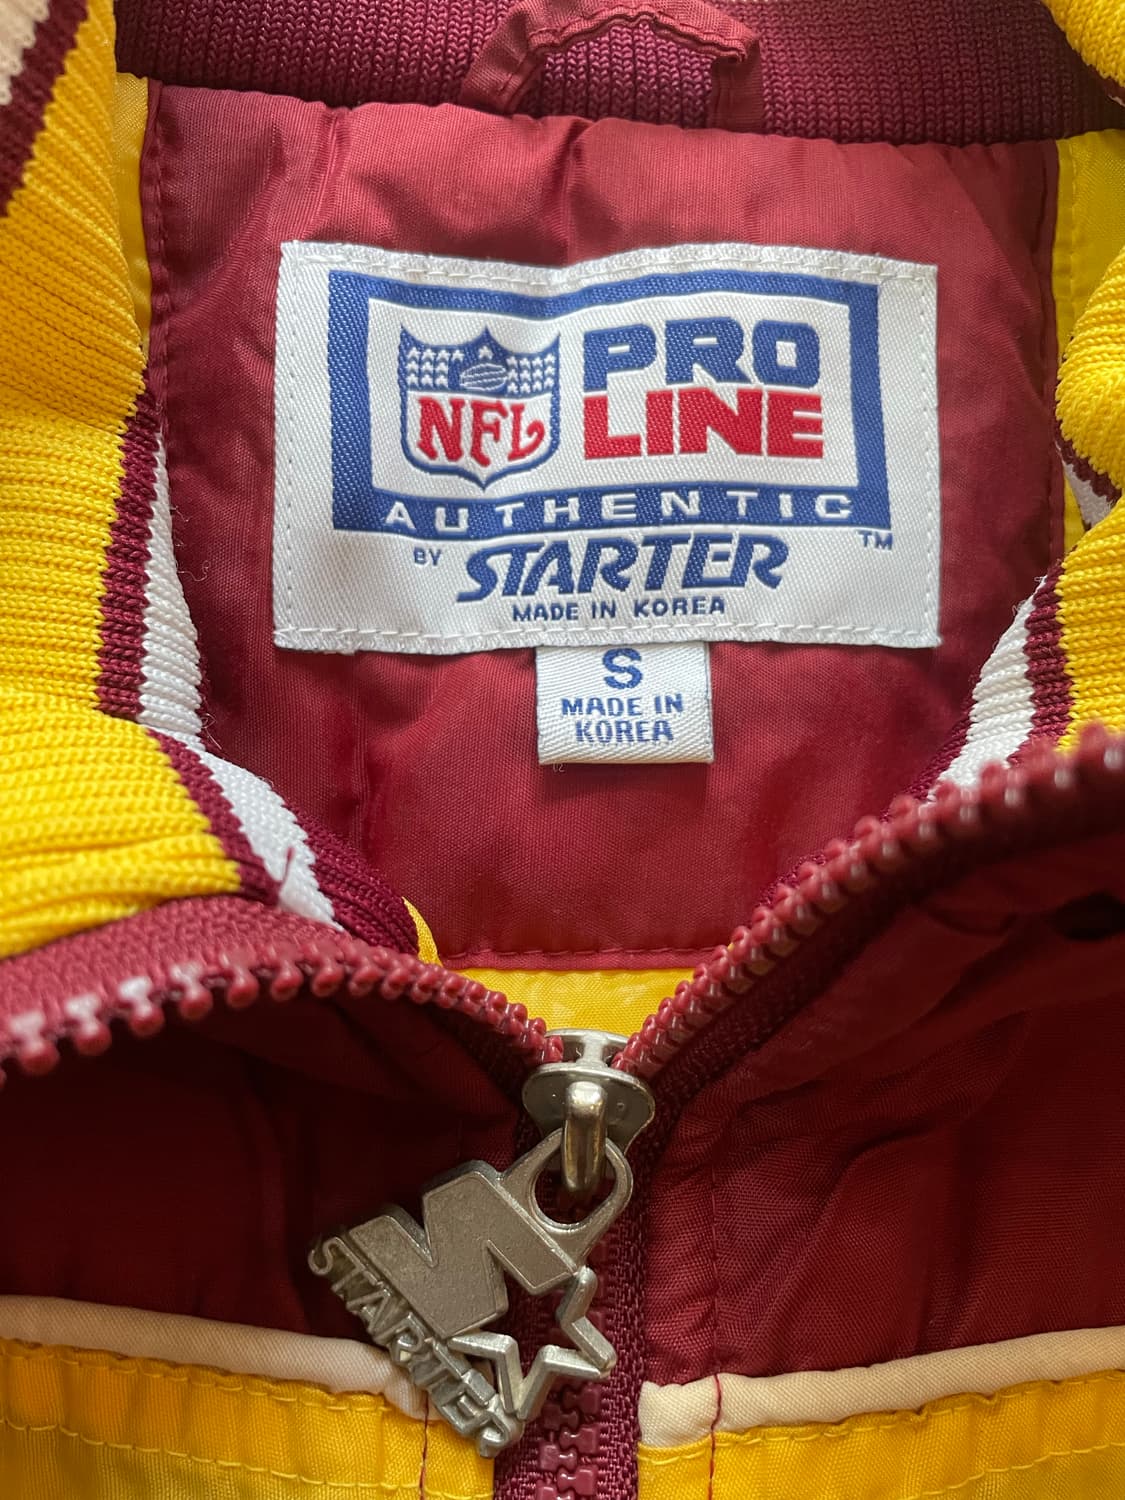 NFL
PRO
LINE
AUTHENTIC
BY STARTER TM
MADE IN KOREA
S
MADE IN
KOREA
STARTER